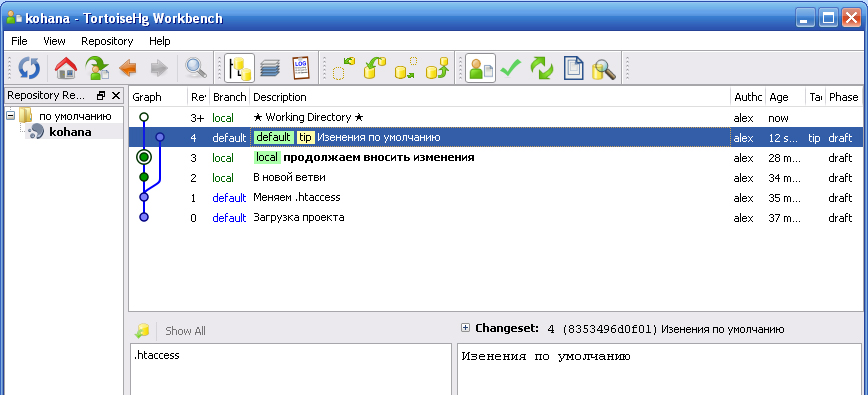 kohana - TortoiseHg Workbench
File View Repository Help
LOG
Repository Re...
по умолчанию
kohana
Graph Re Branch Description Autho Age Ta Phase
3+ local ★ Working Directory ★ alex now
4 default default tip Изенения по умолчанию alex 12 s... tip draft
3 local local продолжаем вносить изменения alex 28 m... draft
2 local В новой ветви alex 34 m... draft
1 default Меняем .htaccess alex 35 m... draft
0 default Загрузка проекта alex 37 m... draft
Show All
Changeset: 4 (8353496d0f01) Изенения по умолчанию
.htaccess
Изенения по умолчанию